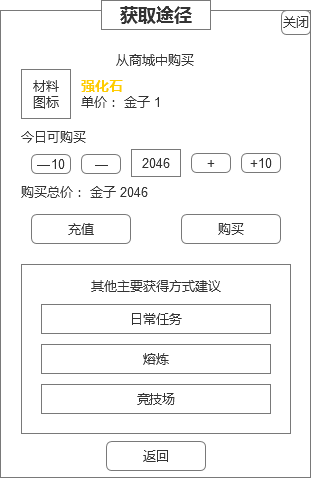 获取途径
关闭
从商城中购买
材料
图标
强化石
单价： 金子 1
今日可购买
—10
—
2046
+
+10
购买总价： 金子 2046
充值
购买
其他主要获得方式建议
日常任务
熔炼
竞技场
返回